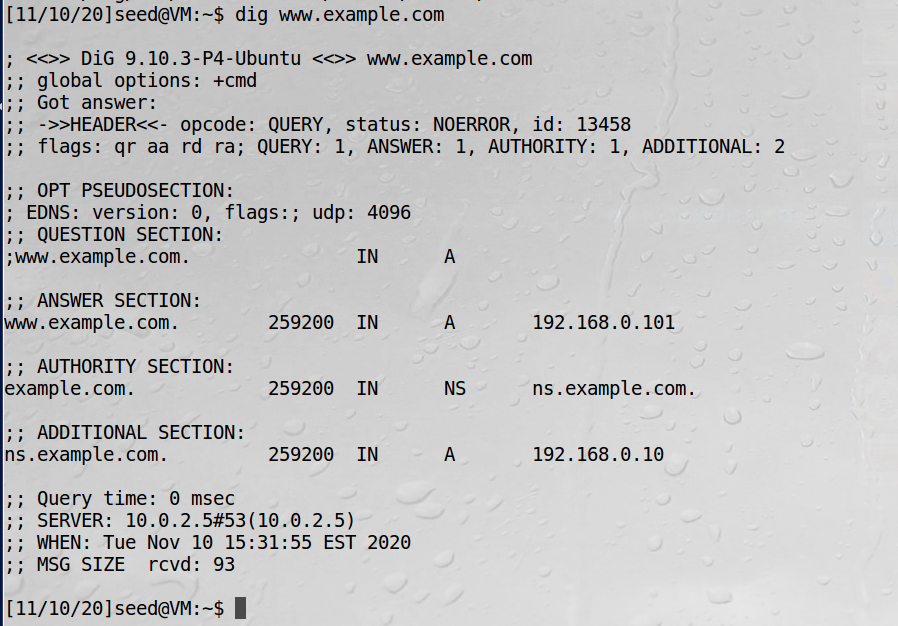 [11/10/20]seed@VM:~$ dig www.example.com
; <<>> DiG 9.10.3-P4-Ubuntu <<>> www.example.com
;; global options: +cmd
;; Got answer:
;; ->>HEADER<<- opcode: QUERY, status: NOERROR, id: 13458
;; flags: qr aa rd ra; QUERY: 1, ANSWER: 1, AUTHORITY: 1, ADDITIONAL: 2
;; OPT PSEUDOSECTION:
; EDNS: version: 0, flags:; udp: 4096
;; QUESTION SECTION:
;www.example.com. IN A
;; ANSWER SECTION:
www.example.com. 259200 IN A 192.168.0.101
;; AUTHORITY SECTION:
example.com. 259200 IN NS ns.example.com.
;; ADDITIONAL SECTION:
ns.example.com. 259200 IN A 192.168.0.10
;; Query time: 0 msec
;; SERVER: 10.0.2.5#53(10.0.2.5)
;; WHEN: Tue Nov 10 15:31:55 EST 2020
;; MSG SIZE rcvd: 93
[11/10/20]seed@VM:~$